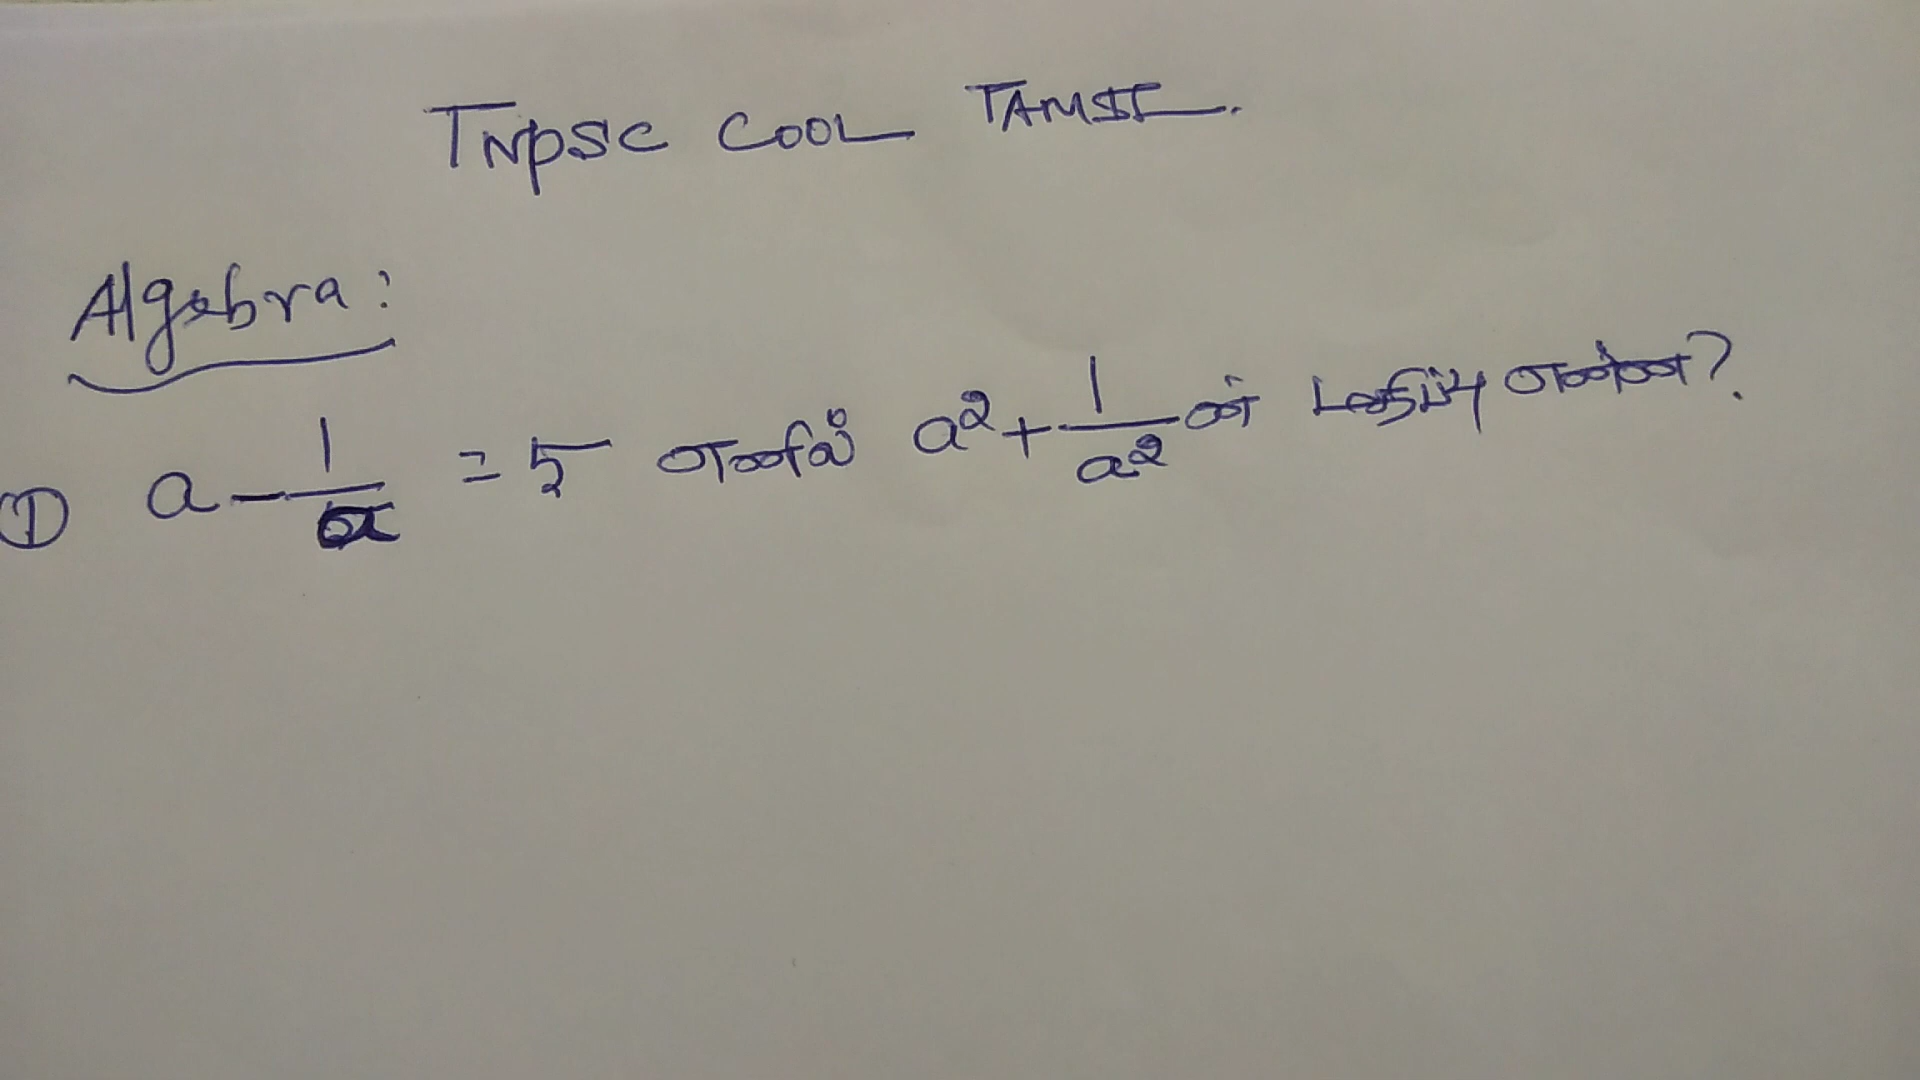 TNPSC COOL TAMIL.
Algebra:
① a - 1/a = 5 எனில் a² + 1/a² ன் மதிப்பு என்ன?